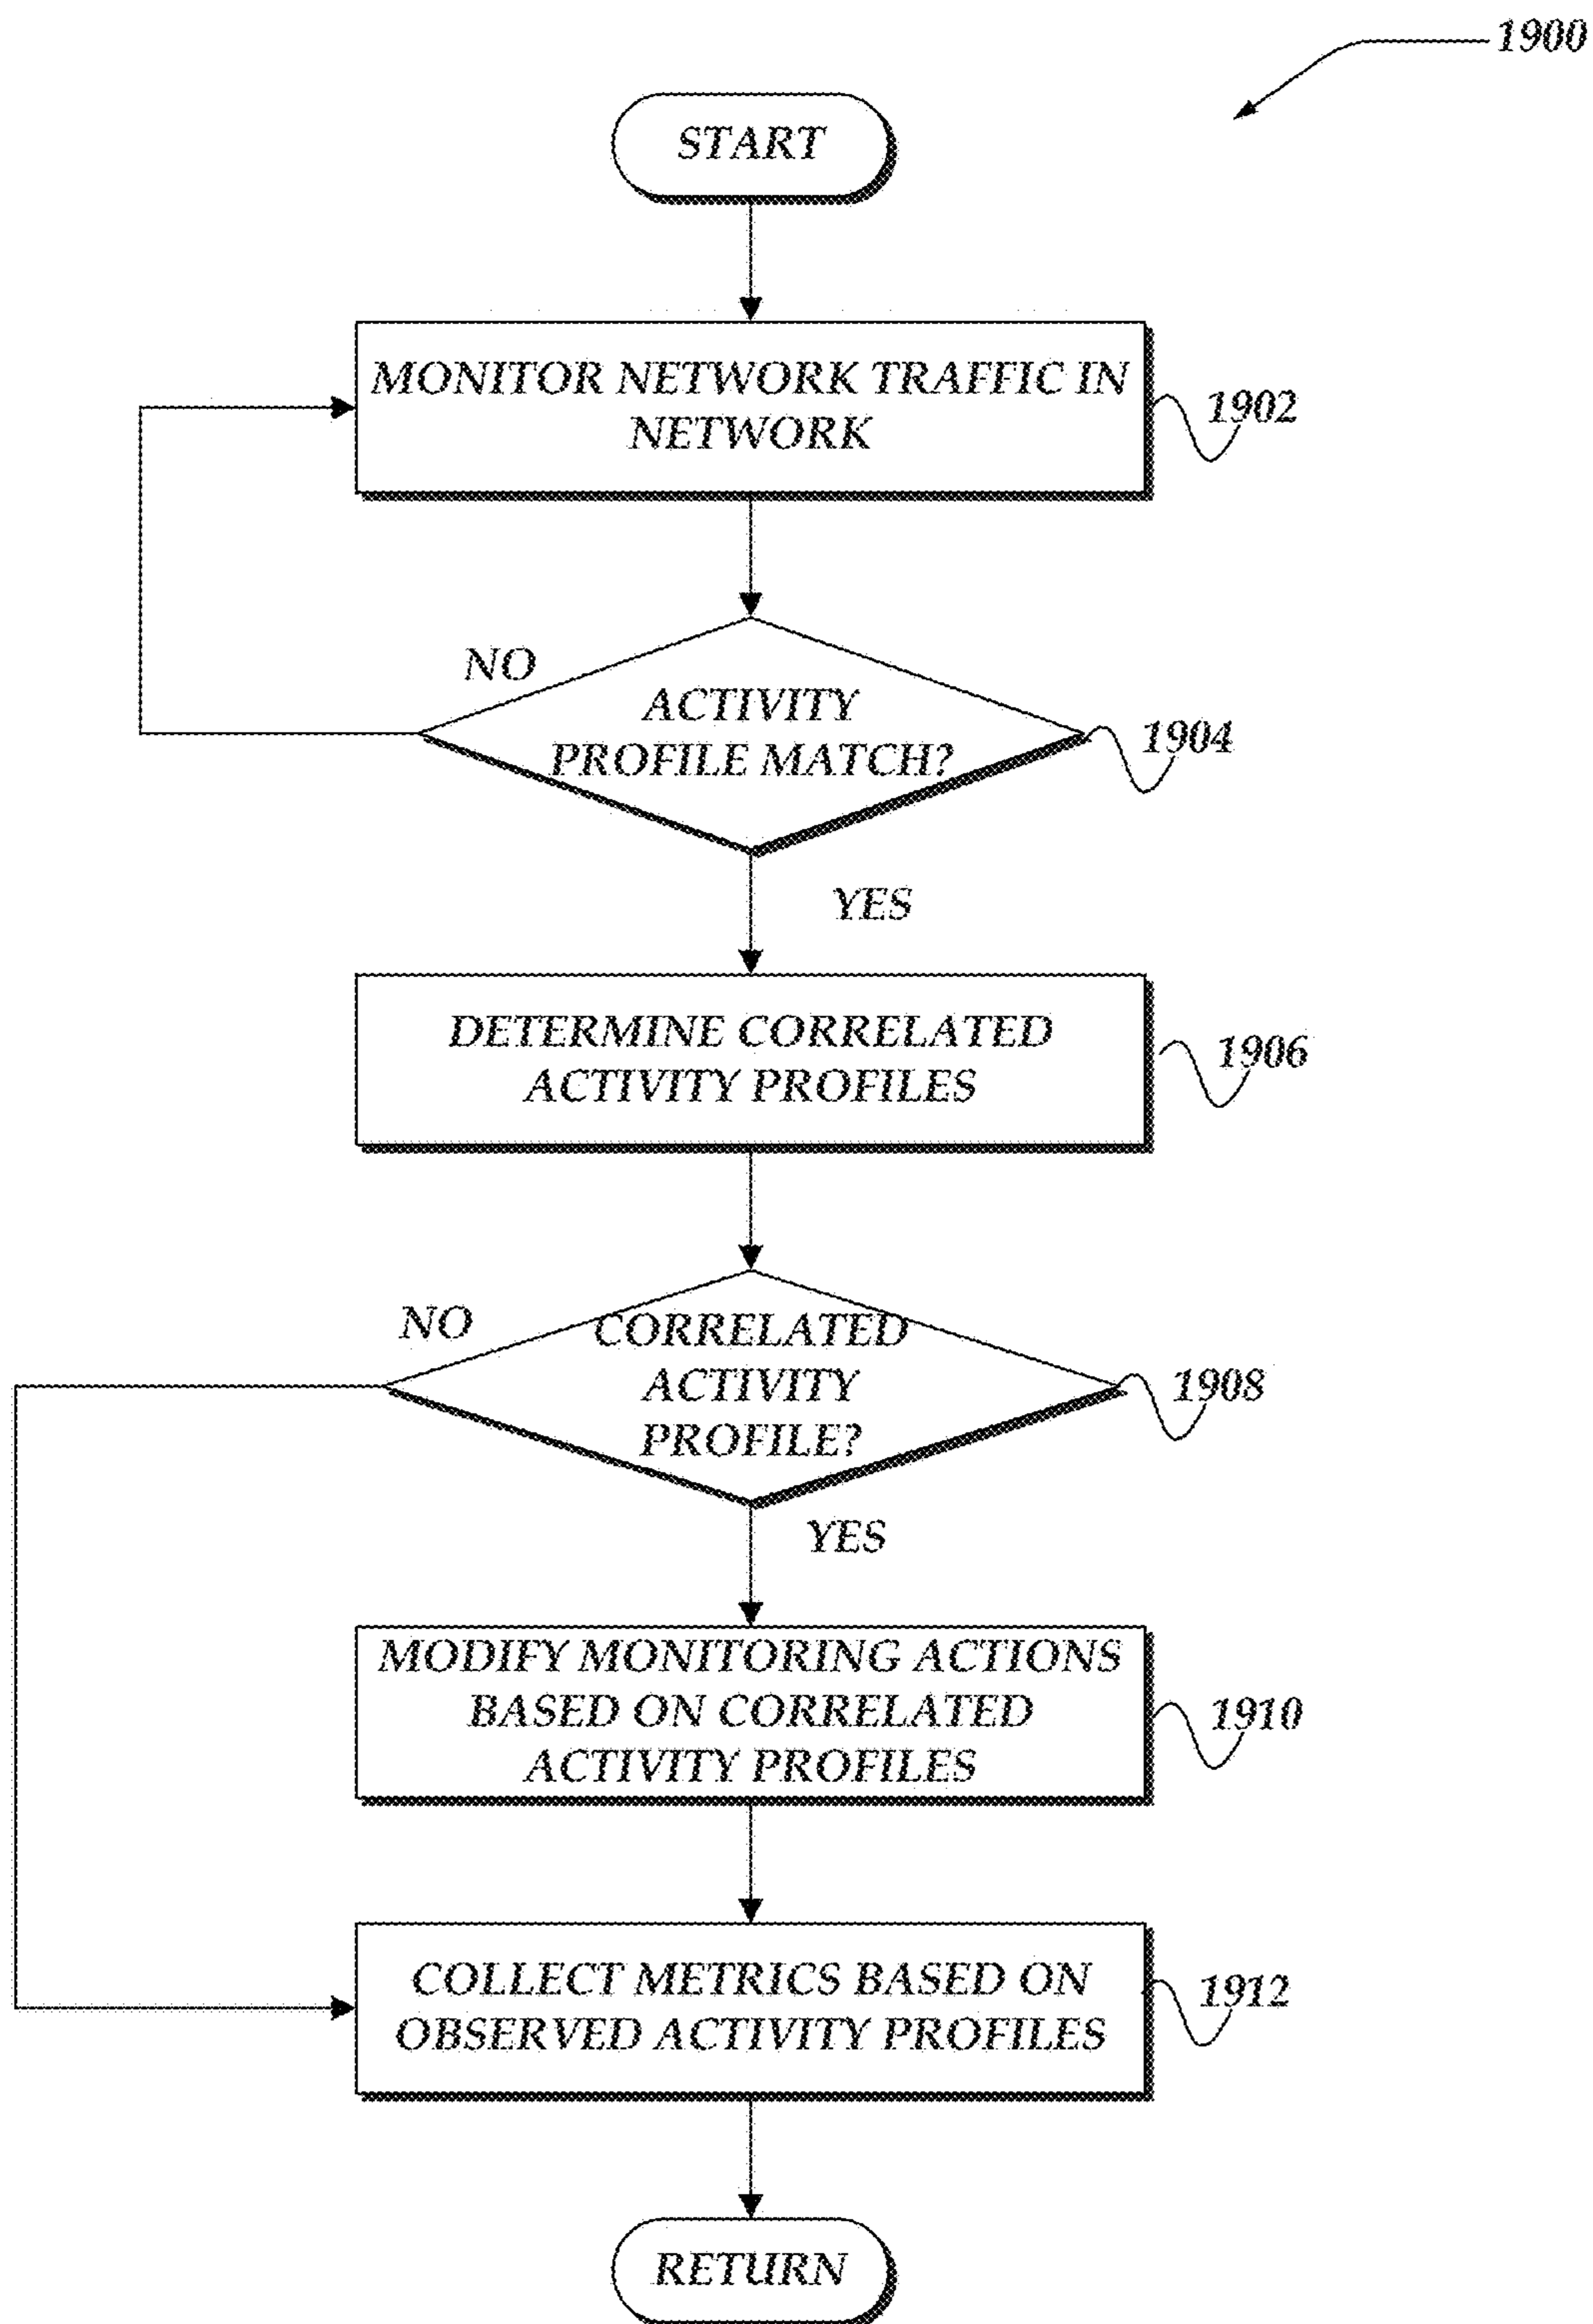 1900
START
MONITOR NETWORK TRAFFIC IN
NETWORK
1902
NO
ACTIVITY
PROFILE MATCH?
1904
YES
DETERMINE CORRELATED
ACTIVITY PROFILES
1906
NO
CORRELATED
ACTIVITY
PROFILE?
1908
YES
MODIFY MONITORING ACTIONS
BASED ON CORRELATED
ACTIVITY PROFILES
1910
COLLECT METRICS BASED ON
OBSERVED ACTIVITY PROFILES
1912
RETURN